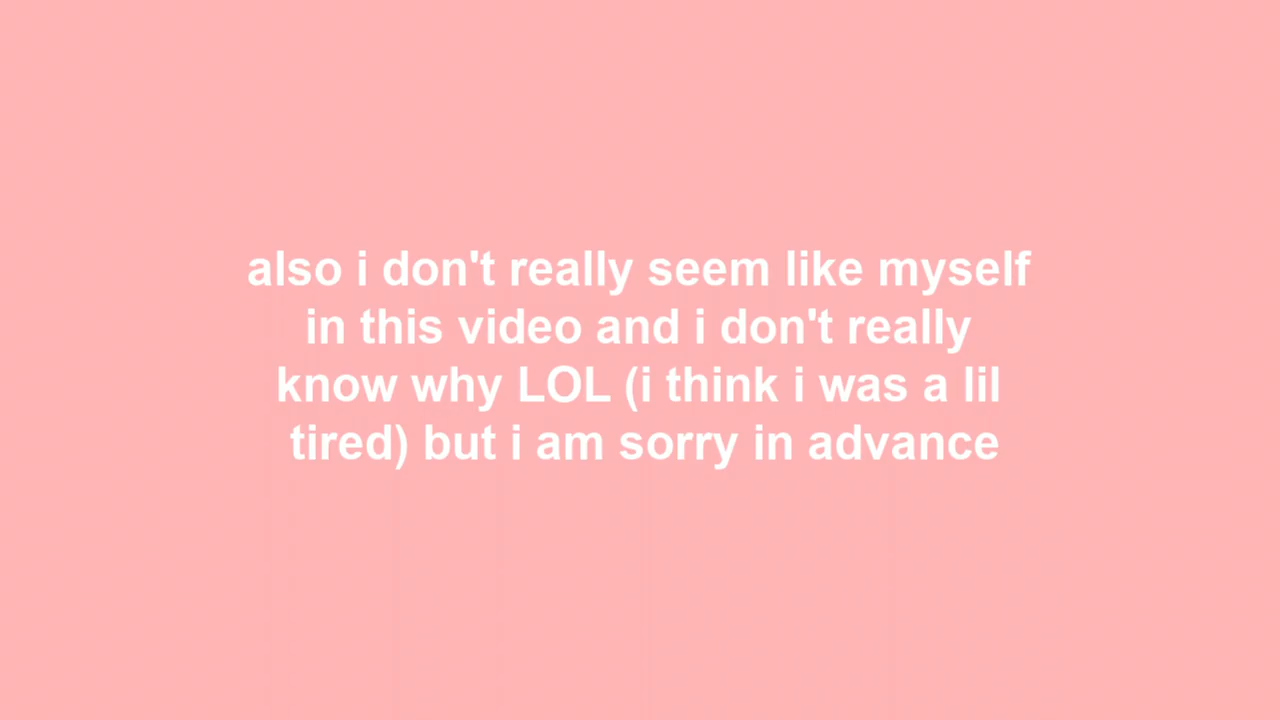 also i don't really seem like myself
in this video and i don't really
know why LOL (i think i was a lil
tired) but i am sorry in advance